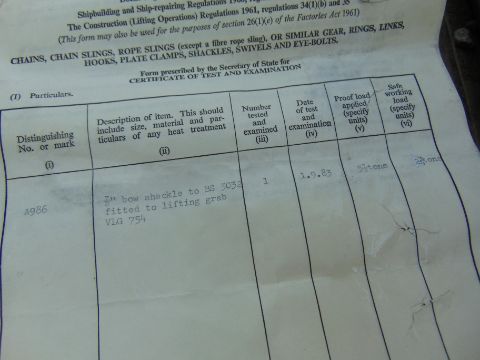 Shipbuilding and Ship-repairing Regulations
The Construction (Lifting Operations) Regulations 1961, regulations 34(1)(b) and 35
(This form may also be used for the purposes of section 26(1)(e) of the Factories Act 1961)
CHAINS, CHAIN SLINGS, ROPE SLINGS (except a fibre rope sling), OR SIMILAR GEAR, RINGS, LINKS,
HOOKS, PLATE CLAMPS, SHACKLES, SWIVELS AND EYE-BOLTS.
Form prescribed by the Secretary of State for
CERTIFICATE OF TEST AND EXAMINATION
(1) Particulars.
Distinguishing
No. or mark
(i)
Description of item. This should
include size, material and par-
ticulars of any heat treatment
(ii)
Number
tested
and
examined
(iii)
Date
of test
and
examination
(iv)
Proof load
applied
(specify
units)
(v)
Safe
working
load
(specify
units)
(vi)
A986
bow shackle to BS 3032
fitted to lifting grab
VLG 754
1
1.9.83
tons